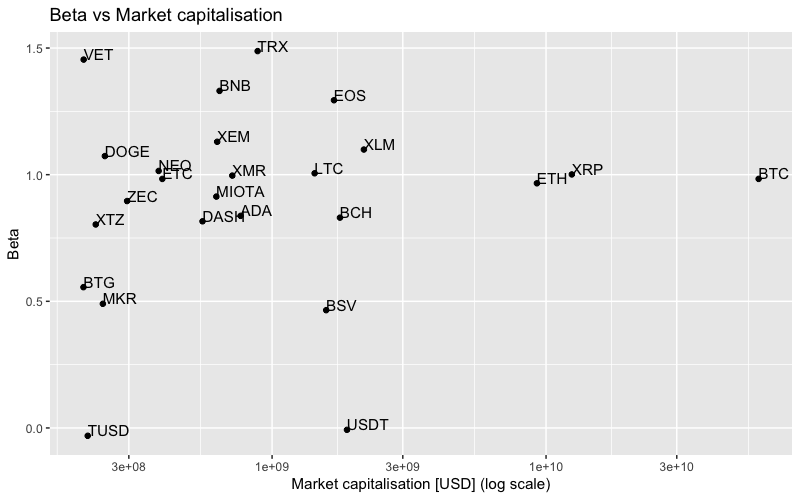 Beta vs Market capitalisation
1.5
1.0
0.5
0.0
Beta
VET
TRX
BNB
EOS
XEM
XLM
DOGE
NEO
ETC
XMR
LTC
ETH
XRP
BTC
MIOTA
ZEC
DASH
ADA
BCH
XTZ
BTG
MKR
BSV
TUSD
USDT
3e+08
1e+09
3e+09
1e+10
3e+10
Market capitalisation [USD] (log scale)